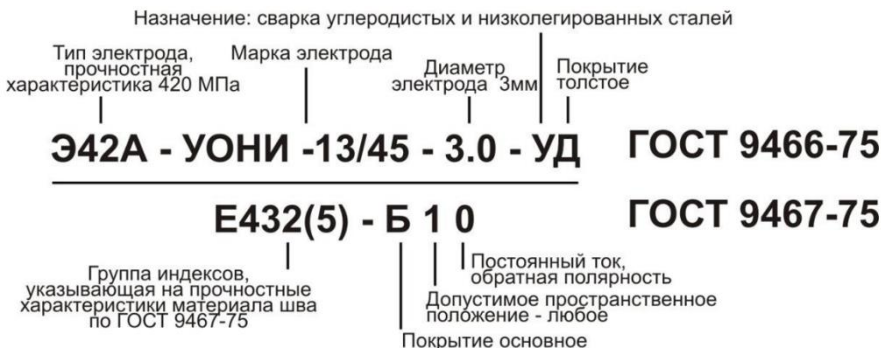 Назначение: сварка углеродистых и низколегированных сталей
Тип электрода,
прочностная
характеристика 420 МПа
Марка электрода
Диаметр
электрода 3мм
Покрытие
толстое
Э42А - УОНИ -13/45 - 3.0 - УД
ГОСТ 9466-75
Е432(5) - Б 1 0
ГОСТ 9467-75
Группа индексов,
указывающая на прочностные
характеристики материала шва
по ГОСТ 9467-75
Постоянный ток,
обратная полярность
Допустимое пространственное
положение - любое
Покрытие основное